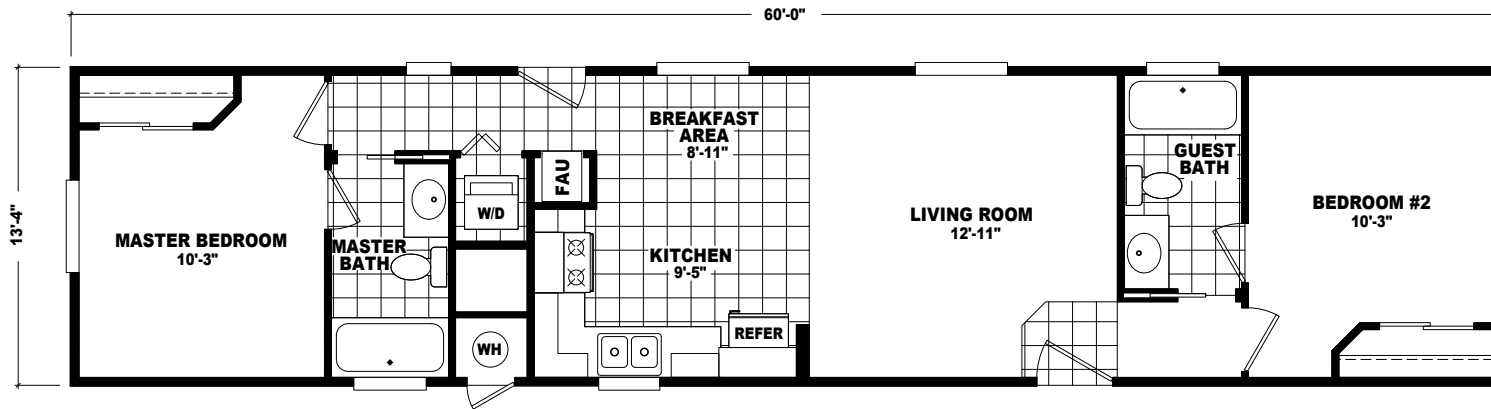 60'-0"
13'-4"
MASTER BEDROOM
10'-3"
MASTER
BATH
W/D
WH
FAU
BREAKFAST
AREA
8'-11"
KITCHEN
9'-5"
REFER
LIVING ROOM
12'-11"
GUEST
BATH
BEDROOM #2
10'-3"